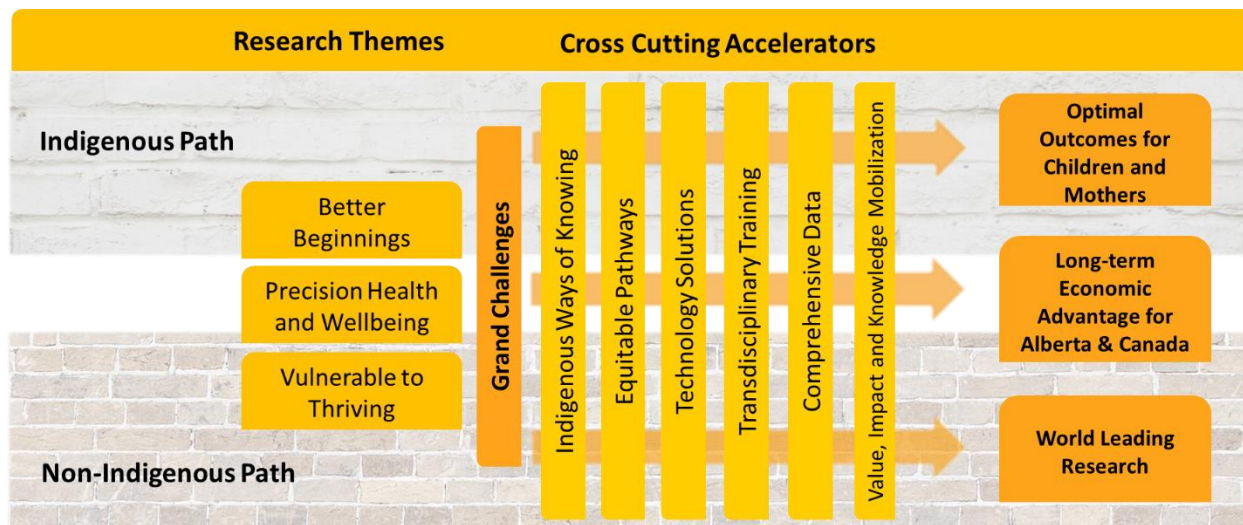 Research Themes
Cross Cutting Accelerators
Indigenous Path
Better
Beginnings
Precision Health
and Wellbeing
Vulnerable to
Thriving
Non-Indigenous Path
Grand Challenges
Indigenous Ways of Knowing
Equitable Pathways
Technology Solutions
Transdisciplinary Training
Comprehensive Data
Value, Impact and Knowledge Mobilization
Optimal
Outcomes for
Children and
Mothers
Long-term
Economic
Advantage for
Alberta & Canada
World Leading
Research